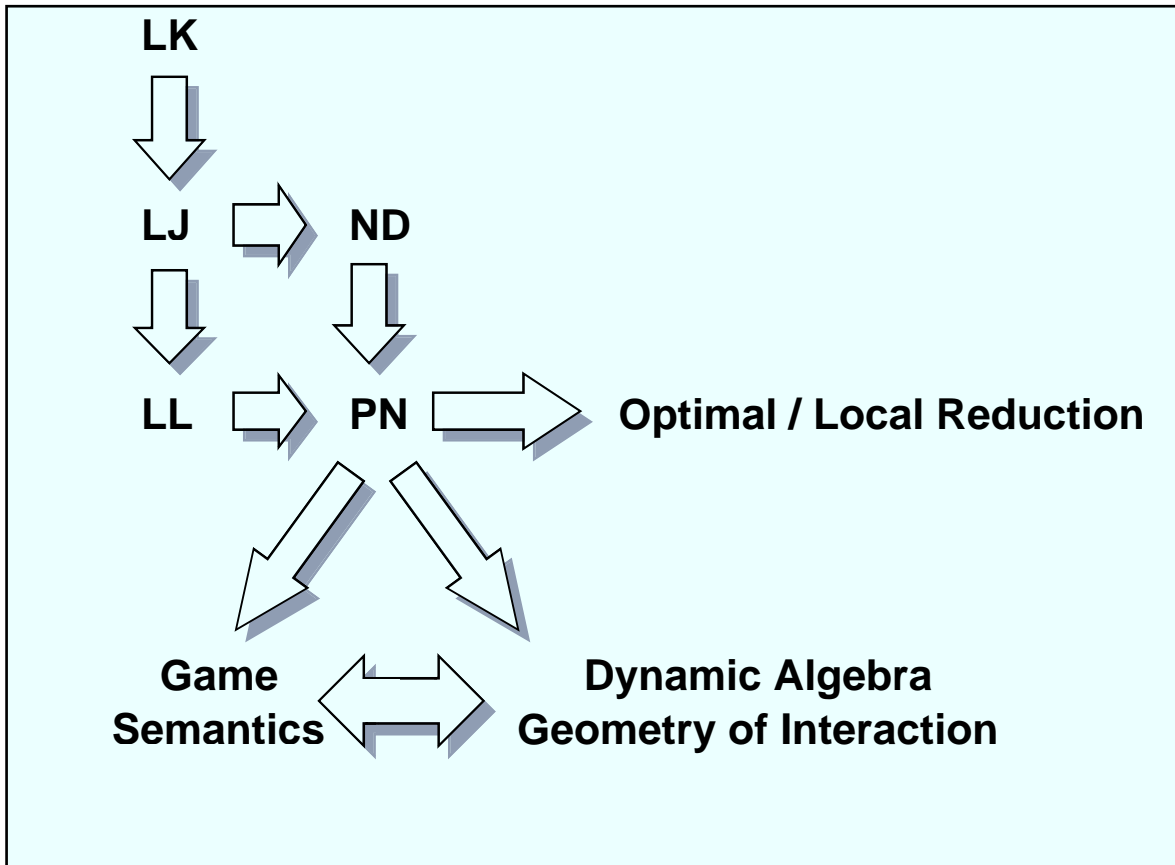 LK
LJ
ND
LL
PN
Optimal / Local Reduction
Game
Semantics
Dynamic Algebra
Geometry of Interaction